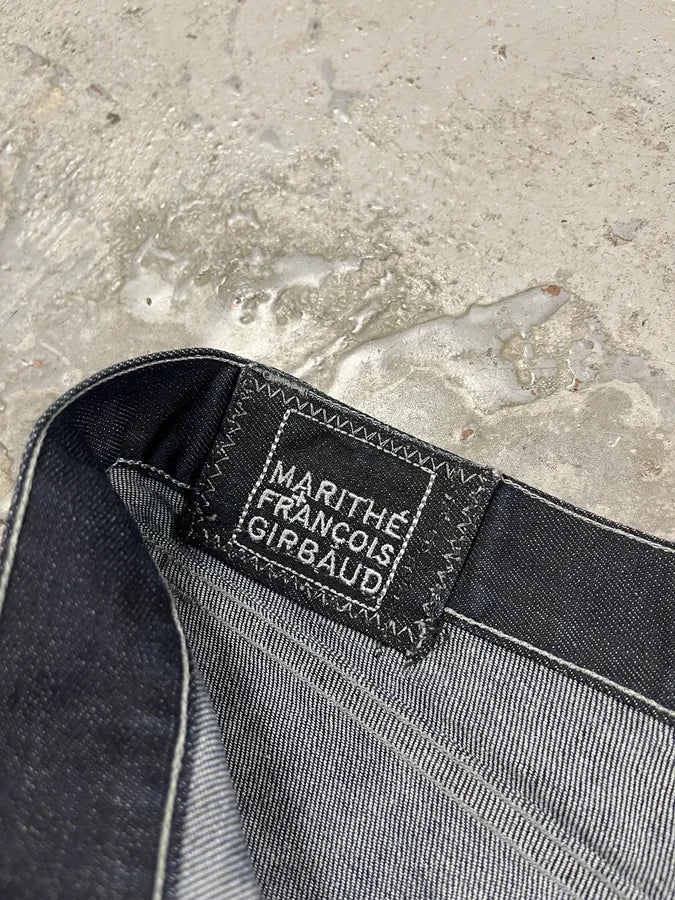 MARITHÉ
+
FRANÇOIS
GIRBAUD